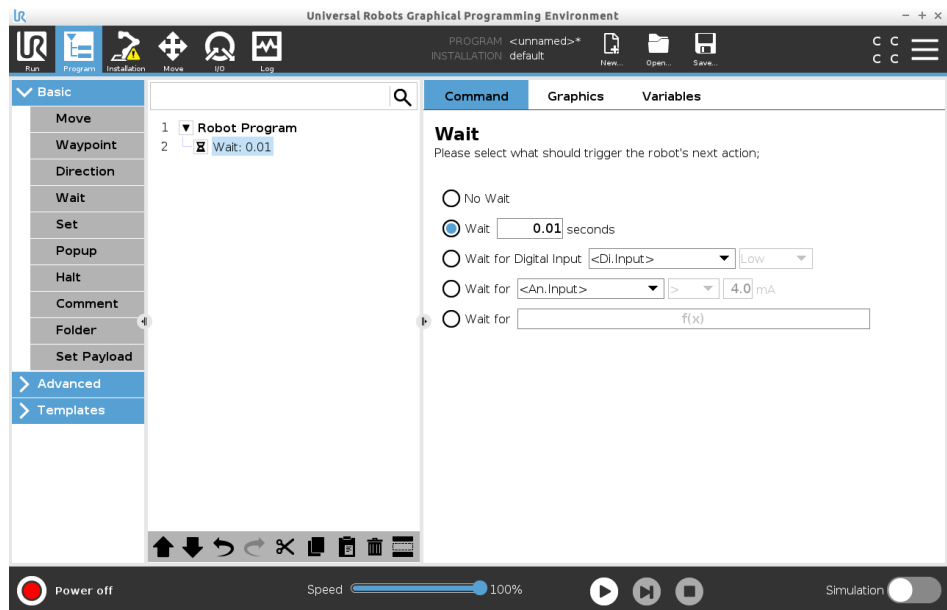 UR Universal Robots Graphical Programming Environment
UR
Run Program Installation Move I/O Log
PROGRAM <unnamed>*
INSTALLATION default
New... Open... Save...
C C
C C
Basic
Move
Waypoint
Direction
Wait
Set
Popup
Halt
Comment
Folder
Set Payload
Advanced
Templates
1 Robot Program
2 Wait: 0.01
Command Graphics Variables
Wait
Please select what should trigger the robot's next action;
No Wait
Wait 0.01 seconds
Wait for Digital Input <Di.Input> Low
Wait for <An.Input> > 4.0 mA
Wait for f(x)
Power off Speed 100% Simulation